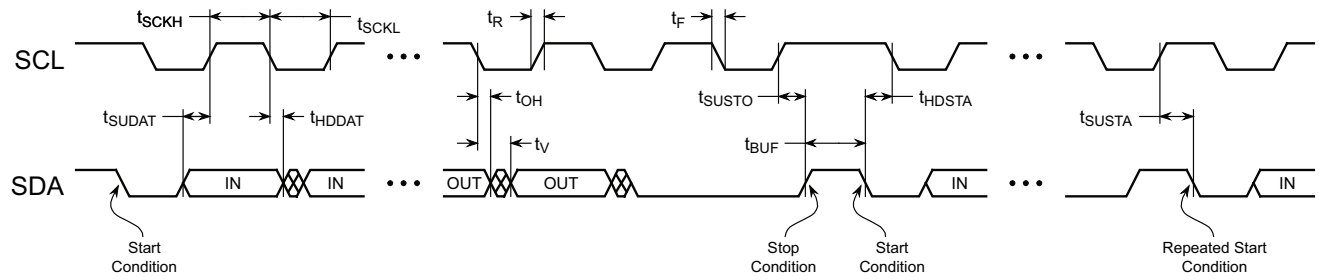 tSCKH
tSCKL
tR
tF
SCL
tSUDAT
tHDDAT
tOH
tV
tSUSTO
tBUF
tHDSTA
tSUSTA
SDA
IN
IN
OUT
OUT
IN
IN
Start
Condition
Stop
Condition
Start
Condition
Repeated Start
Condition